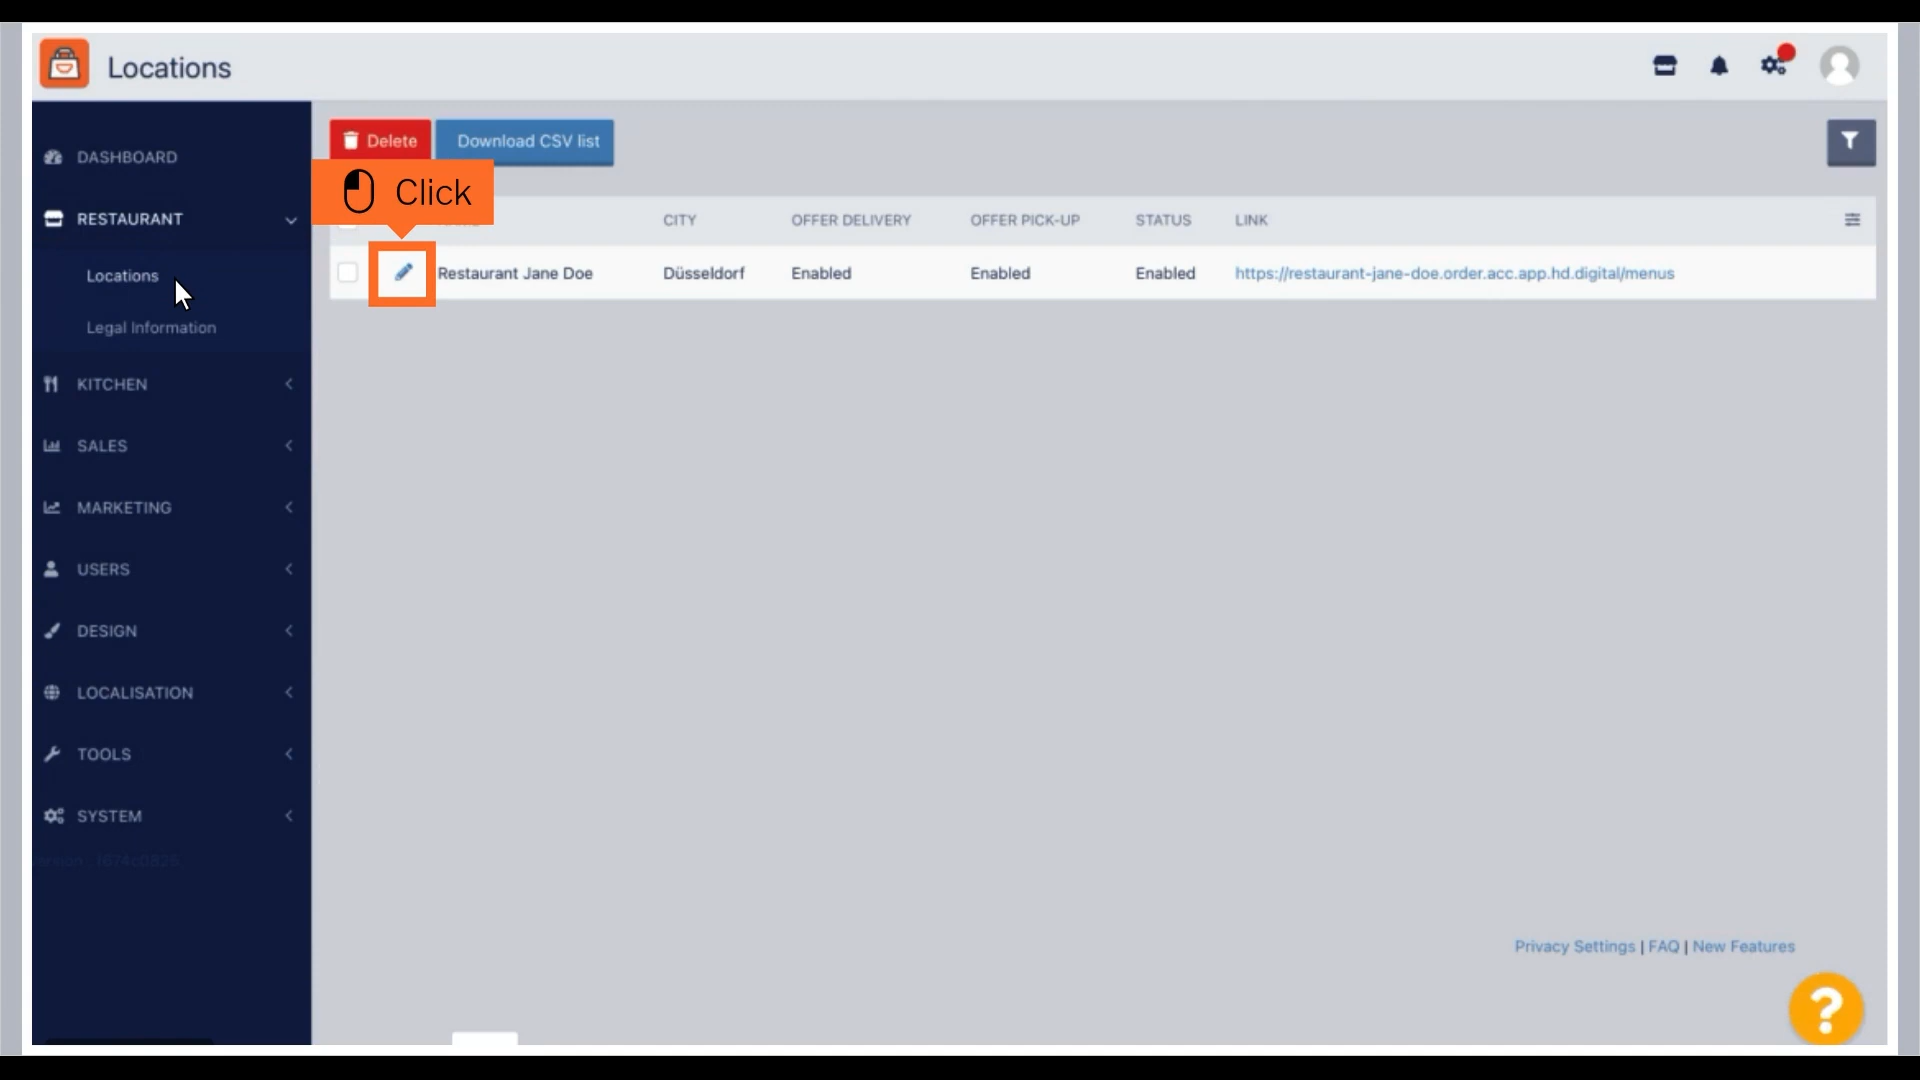 Locations
DASHBOARD
RESTAURANT
Locations
Legal Information
KITCHEN
SALES
MARKETING
USERS
DESIGN
LOCALISATION
TOOLS
SYSTEM
Delete
Download CSV list
Click
CITY
OFFER DELIVERY
OFFER PICK-UP
STATUS
LINK
Restaurant Jane Doe
Düsseldorf
Enabled
Enabled
Enabled
https://restaurant-jane-doe.order.acc.app.hd.digital/menus
Privacy Settings | FAQ | New Features
?